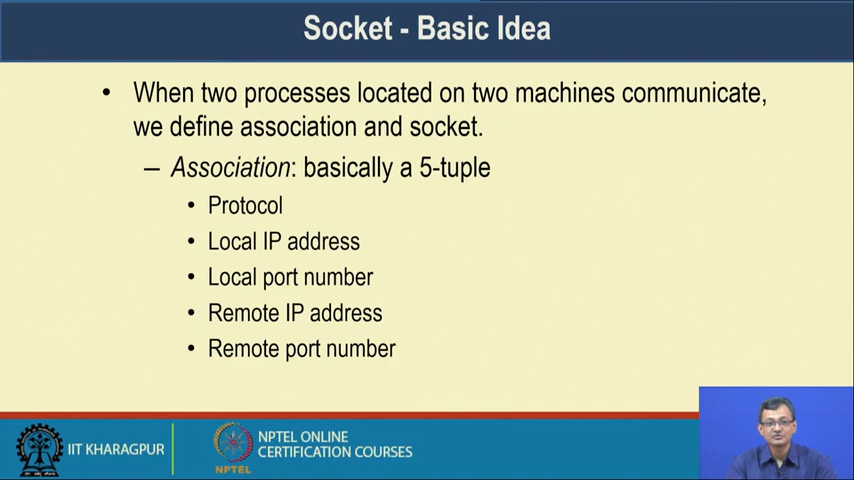 Socket - Basic Idea
• When two processes located on two machines communicate,
we define association and socket.
– Association: basically a 5-tuple
• Protocol
• Local IP address
• Local port number
• Remote IP address
• Remote port number
IIT KHARAGPUR
NPTEL
NPTEL ONLINE
CERTIFICATION COURSES